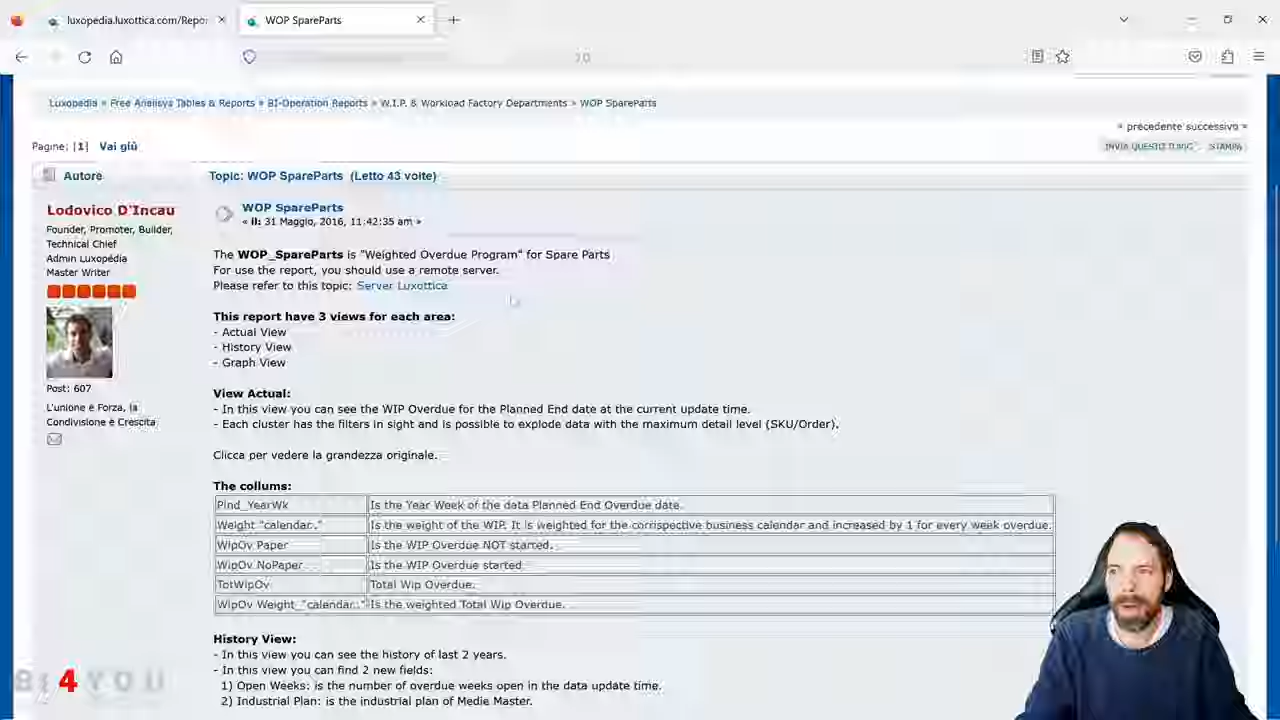 luxopedia.luxottica.com/Repo:
WOP SpareParts
Luxopedia » Free Analisys Tables & Reports » BI-Operation Reports » W.I.P. & Workload Factory Departments » WOP SpareParts
« precedente successivo »
Pagine: [1] Vai giù
STAMPA
Autore
Topic: WOP SpareParts (Letto 43 volte)
Lodovico D'Incau
Founder, Promoter, Builder,
Technical Chief
Admin Luxopedia
Master Writer
Post: 607
L'unione è Forza, la
Condivisione è Crescita
WOP SpareParts
« il: 31 Maggio, 2016, 11:42:35 am »
The WOP_SpareParts is "Weighted Overdue Program" for Spare Parts
For use the report, you should use a remote server.
Please refer to this topic: Server Luxottica
This report have 3 views for each area:
- Actual View
- History View
- Graph View
View Actual:
- In this view you can see the WIP Overdue for the Planned End date at the current update time.
- Each cluster has the filters in sight and is possible to explode data with the maximum detail level (SKU/Order).
Clicca per vedere la grandezza originale.
The collums:
Plnd_YearWk Is the Year Week of the data Planned End Overdue date.
Weight "calendar.." Is the weight of the WIP. It is weighted for the corrispective business calendar and increased by 1 for every week overdue.
WipOv Paper Is the WIP Overdue NOT started.
WipOv NoPaper Is the WIP Overdue started.
TotWipOv Total Wip Overdue.
WipOv Weight_"calendar.." Is the weighted Total Wip Overdue.
History View:
- In this view you can see the history of last 2 years.
- In this view you can find 2 new fields:
1) Open Weeks: is the number of overdue weeks open in the data update time.
2) Industrial Plan: is the industrial plan of Medie Master.
BI 4 YOU